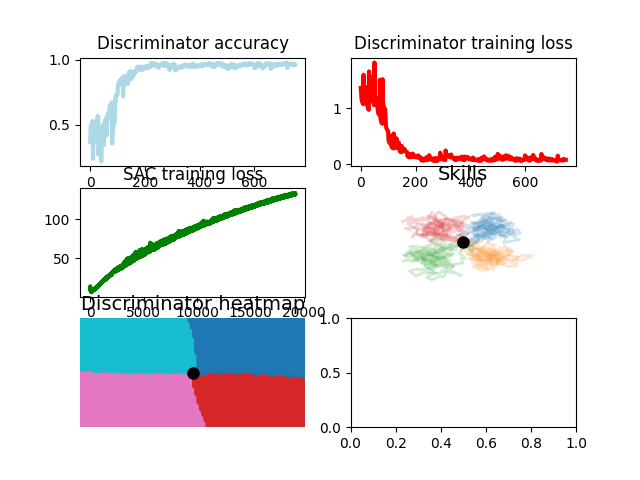 Discriminator accuracy
1.0
0.5
0 200 400 600
Discriminator training loss
1
0
0 200 400 600
SAC training loss
100
50
0 5000 10000 15000 20000
Skills
Discriminator heatmap
1.0
0.5
0.0
0.0 0.2 0.4 0.6 0.8 1.0